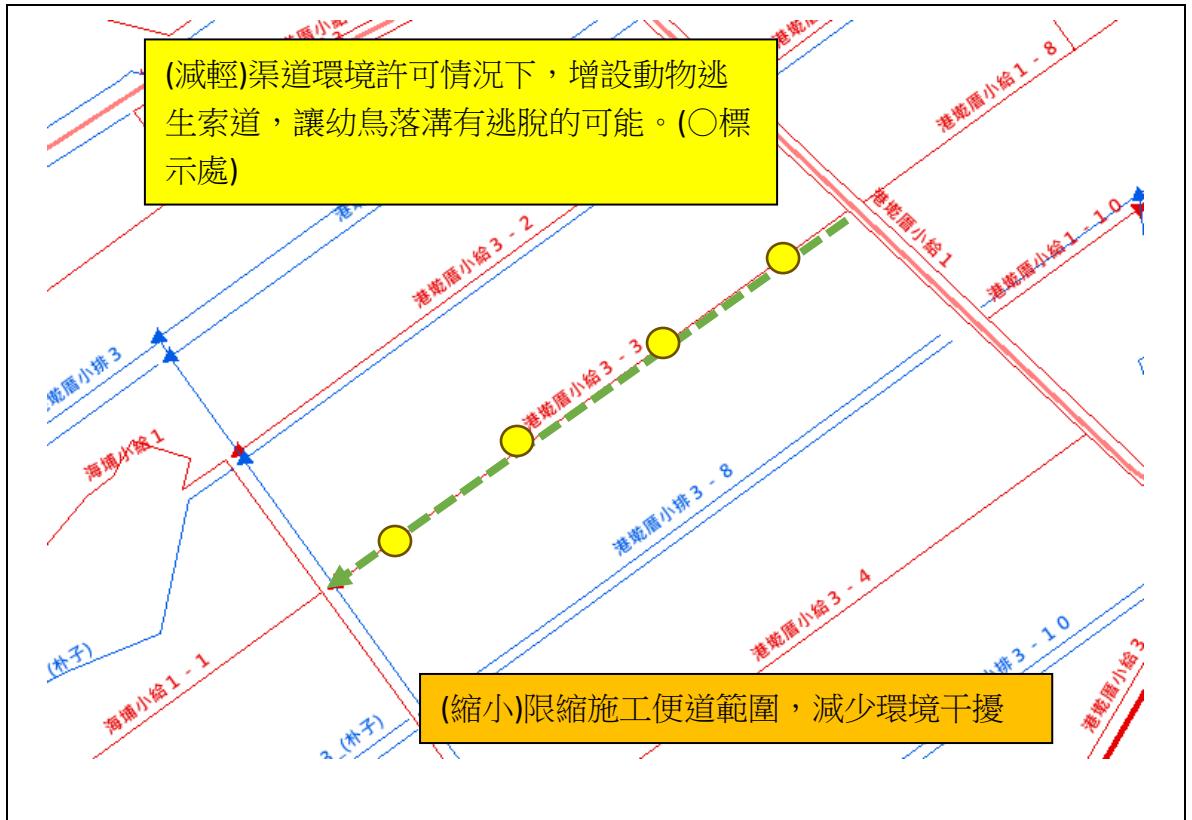 (減輕)渠道環境許可情況下，增設動物逃
生索道，讓幼鳥落溝有逃脫的可能。(○標
示處)
港墘厝小給１-８
港墘厝小給１
港墘厝小給１-１０
港墘厝小給３-２
港墘厝小給３-３
墘厝小排３
海埔小給１
港墘厝小排３-８
港墘厝小給３-４
(朴子)
海埔小給１-１
３_(朴子)
小排３-１０
港墘厝小給３
(縮小)限縮施工便道範圍，減少環境干擾